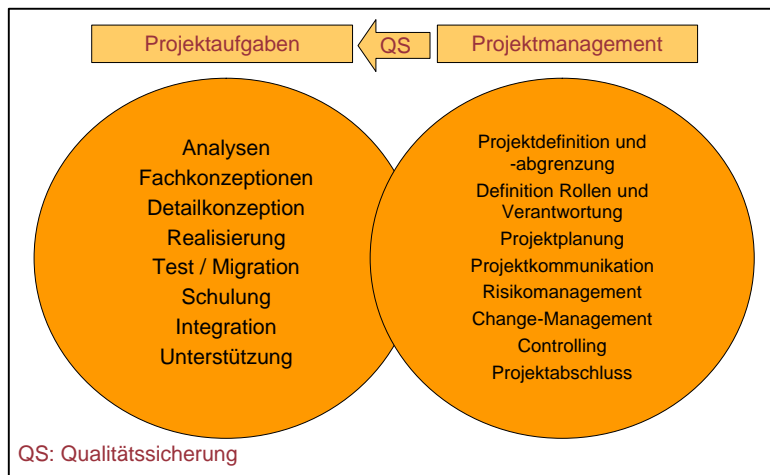 Projektaufgaben
QS
Projektmanagement
Analysen
Fachkonzeptionen
Detailkonzeption
Realisierung
Test / Migration
Schulung
Integration
Unterstützung
Projektdefinition und
-abgrenzung
Definition Rollen und
Verantwortung
Projektplanung
Projektkommunikation
Risikomanagement
Change-Management
Controlling
Projektabschluss
QS: Qualitätssicherung